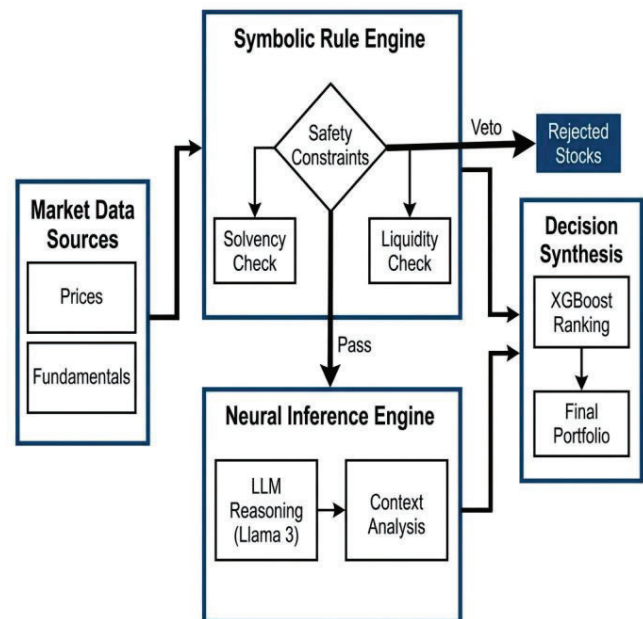 Symbolic Rule Engine
Safety
Constraints
Veto
Rejected
Stocks
Solvency
Check
Liquidity
Check
Market Data
Sources
Prices
Fundamentals
Pass
Neural Inference Engine
LLM
Reasoning
(Llama 3)
Context
Analysis
Decision
Synthesis
XGBoost
Ranking
Final
Portfolio